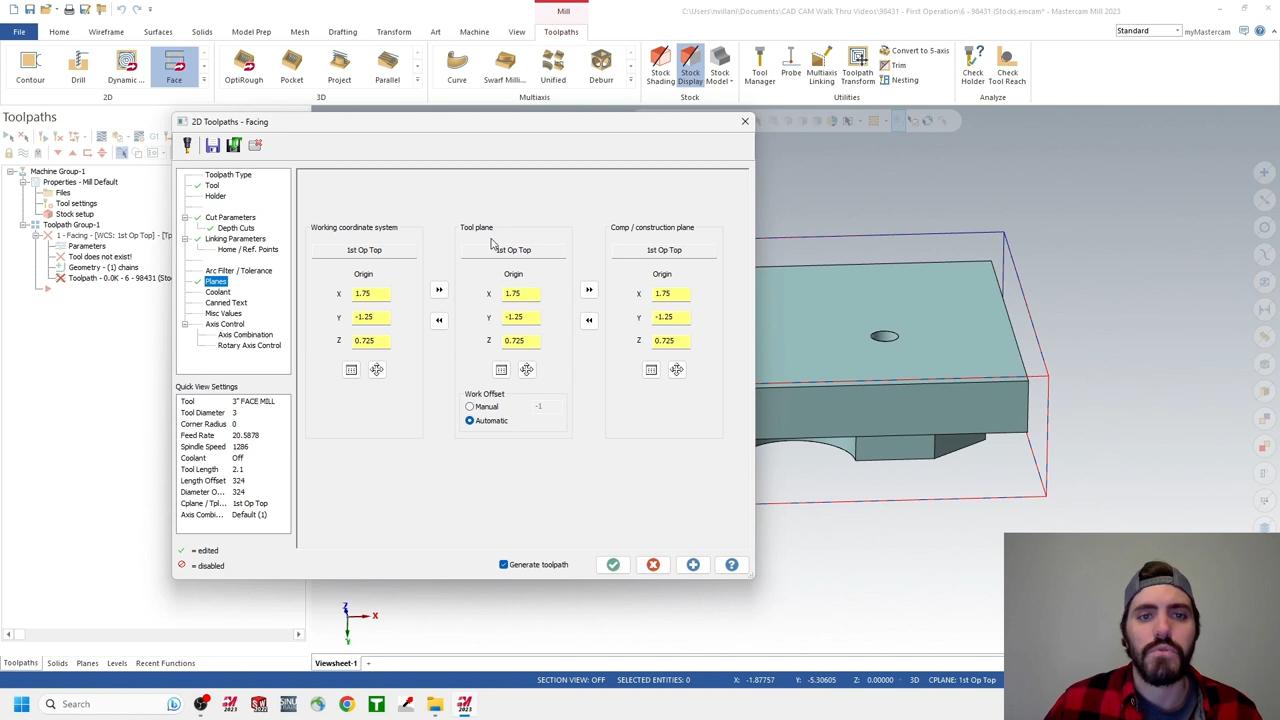 Mill
C:\Users\nvillani\Documents\CAD CAM Walk Thru Videos\98431 - First Operation\6 - 98431 (Stock).emcam* - Mastercam Mill 2023
File Home Wireframe Surfaces Solids Model Prep Mesh Drafting Transform Art Machine View Toolpaths
Standard myMastercam
Contour Drill Dynamic ... Face OptiRough Pocket Project Parallel Curve Swarf Milli... Unified Deburr Stock Shading Stock Display Stock Model Tool Manager Probe Multiaxis Linking Toolpath Transform Convert to 5-axis Trim Nesting Check Holder Check Tool Reach
2D 3D Multiaxis Stock Utilities Analyze
Toolpaths
Machine Group-1
Properties - Mill Default
Files
Tool settings
Stock setup
Toolpath Group-1
1 - Facing - [WCS: 1st Op Top] - [T
Parameters
Tool does not exist!
Geometry - (1) chains
Toolpath - 0.0K - 6 - 98431 (S
2D Toolpaths - Facing
Toolpath Type
Tool
Holder
Cut Parameters
Depth Cuts
Linking Parameters
Home / Ref. Points
Arc Filter / Tolerance
Planes
Coolant
Canned Text
Misc Values
Axis Control
Axis Combination
Rotary Axis Control
Quick View Settings
Tool 3" FACE MILL
Tool Diameter 3
Corner Radius 0
Feed Rate 20.5878
Spindle Speed 1286
Coolant Off
Tool Length 2.1
Length Offset 324
Diameter O... 324
Cplane / Tpl... 1st Op Top
Axis Combi... Default (1)
= edited
= disabled
Working coordinate system Tool plane Comp / construction plane
1st Op Top 1st Op Top 1st Op Top
Origin Origin Origin
X 1.75 X 1.75 X 1.75
Y -1.25 Y -1.25 Y -1.25
Z 0.725 Z 0.725 Z 0.725
Work Offset
Manual -1
Automatic
Generate toolpath
Z
X
Y
Toolpaths Solids Planes Levels Recent Functions
Viewsheet-1 +
SECTION VIEW: OFF SELECTED ENTITIES: 0 X: -1.87757 Y: -5.30605 Z: 0.00000 3D CPLANE: 1st Op Top
Search